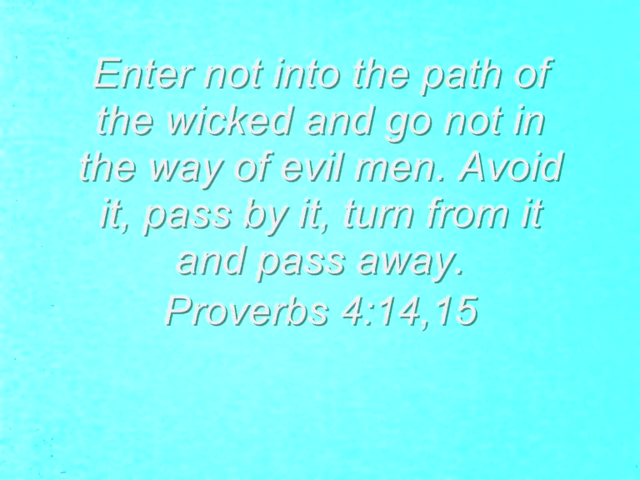 Enter not into the path of
the wicked and go not in
the way of evil men. Avoid
it, pass by it, turn from it
and pass away.
Proverbs 4:14,15